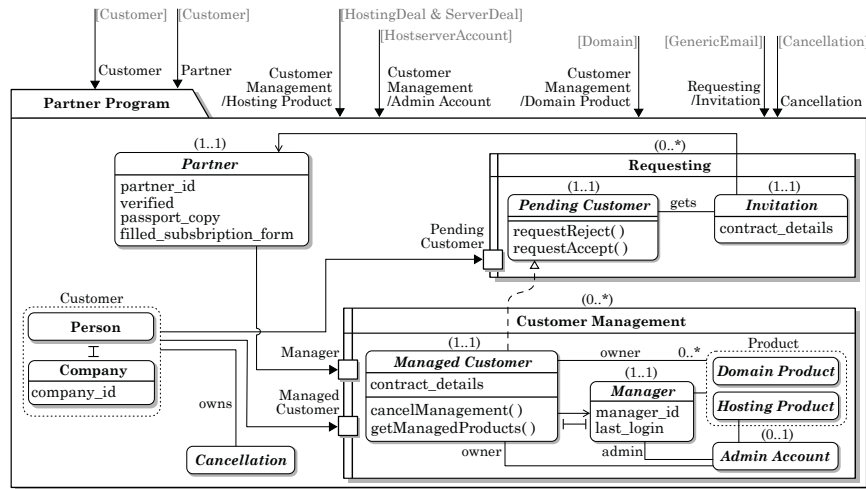 [Customer]
[Customer]
[HostingDeal & ServerDeal]
[HostserverAccount]
[Domain]
[GenericEmail]
[Cancellation]
Customer
Partner
Customer
Management
/Hosting Product
Customer
Management
/Admin Account
Customer
Management
/Domain Product
Requesting
/Invitation
Cancellation
Partner Program
(1..1)
Partner
partner_id
verified
passport_copy
filled_subsbription_form
(0..*)
Requesting
(1..1)
Pending Customer
requestReject()
requestAccept()
gets
(1..1)
Invitation
contract_details
Pending
Customer
Customer
Person
Company
company_id
owns
Cancellation
Manager
Managed
Customer
(0..*)
Customer Management
(1..1)
Managed Customer
contract_details
cancelManagement()
getManagedProducts()
owner
0..*
(1..1)
Manager
manager_id
last_login
Product
Domain Product
Hosting Product
owner
admin
(0..1)
Admin Account